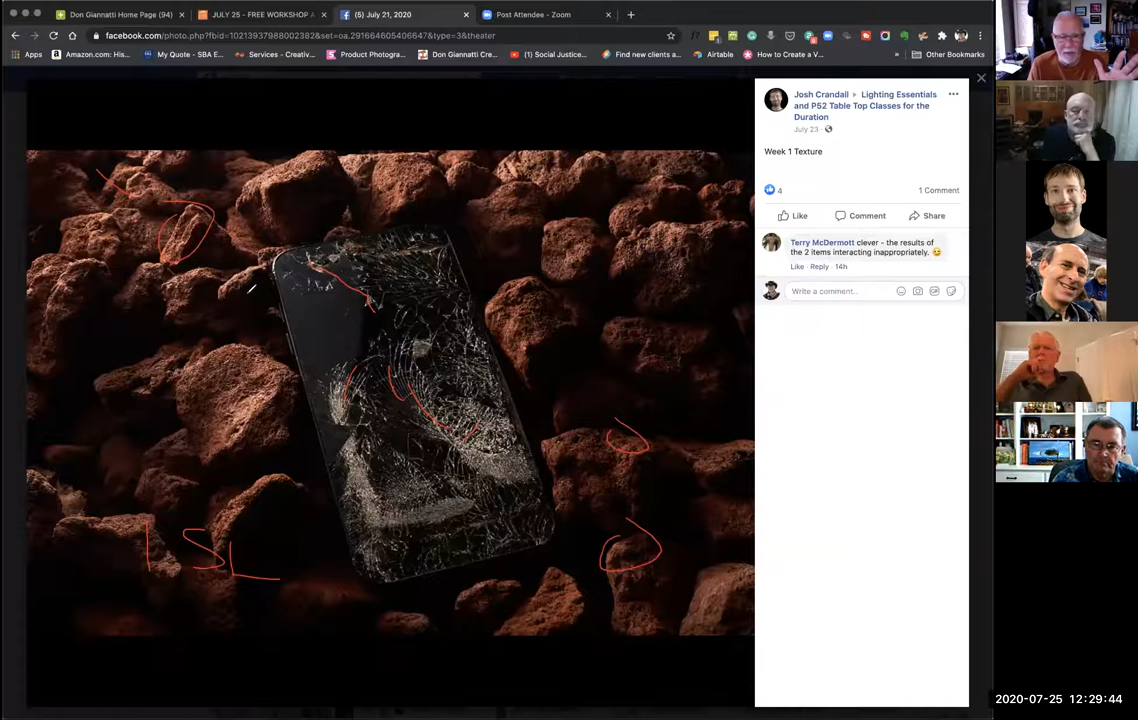 Don Giannatti Home Page (94)
JULY 25 - FREE WORKSHOP A
(5) July 21, 2020
Post Attendee - Zoom
facebook.com/photo.php?fbid=10213937988002382&set=oa.291664605406647&type=3&theater
Apps
Amazon.com: His...
My Quote - SBA E...
Services - Creativ...
Product Photogra...
Don Giannatti Cre...
Social Justice...
Find new clients a...
Airtable
How to Create a V...
Other Bookmarks
Josh Crandall ▸ Lighting Essentials
and P52 Table Top Classes for the
Duration
July 23
Week 1 Texture
4
1 Comment
Like
Comment
Share
Terry McDermott clever - the results of
the 2 items interacting inappropriately. 😏
Like · Reply · 14h
Write a comment...
GIF
ISL
2020-07-25 12:29:44